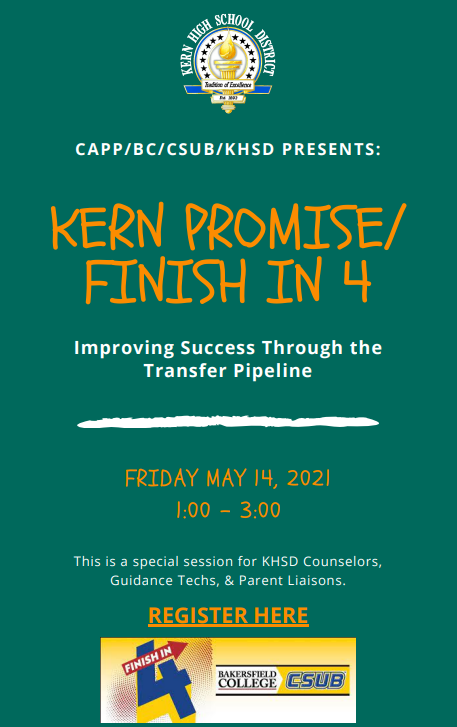 KERN HIGH SCHOOL DISTRICT
Tradition of Excellence
Est. 1893
CAPP/BC/CSUB/KHSD PRESENTS:
KERN PROMISE/
FINISH IN 4
Improving Success Through the
Transfer Pipeline
FRIDAY MAY 14, 2021
1:00 – 3:00
This is a special session for KHSD Counselors,
Guidance Techs, & Parent Liaisons.
REGISTER HERE
FINISH IN
4
BAKERSFIELD
COLLEGE
CSUB